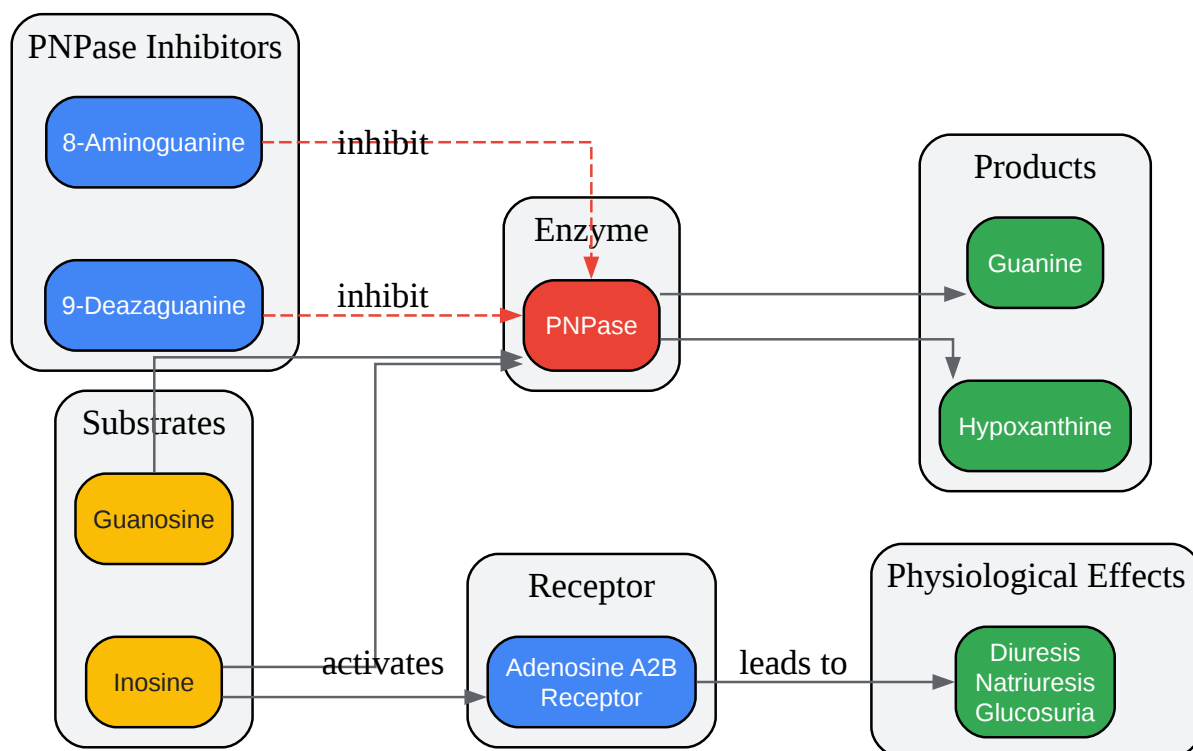 PNPase Inhibitors
8-Aminoguanine
inhibit
9-Deazaguanine
inhibit
Enzyme
PNPase
Products
Guanine
Hypoxanthine
Substrates
Guanosine
Inosine
activates
Receptor
Adenosine A2B
Receptor
leads to
Physiological Effects
Diuresis
Natriuresis
Glucosuria